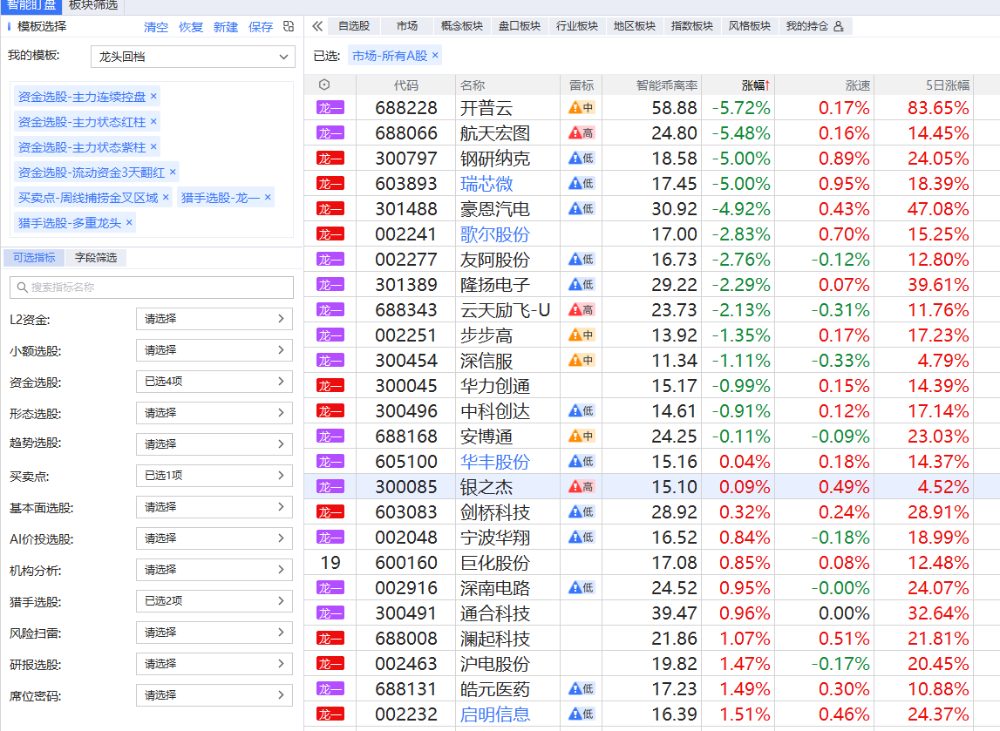 智能盯盘 板块筛选
模板选择 清空 恢复 新建 保存
我的模板: 龙头回档
资金选股-主力连续控盘 ×
资金选股-主力状态红柱 ×
资金选股-主力状态紫柱 ×
资金选股-流动资金3天翻红 ×
买卖点-周线捕捞金叉区域 × 猎手选股-龙一 ×
猎手选股-多重龙头 ×
可选指标 字段筛选
搜索指标名称
L2资金: 请选择
小额选股: 请选择
资金选股: 已选4项
形态选股: 请选择
趋势选股: 请选择
买卖点: 已选1项
基本面选股: 请选择
AI价投选股: 请选择
机构分析: 请选择
猎手选股: 已选2项
风险扫雷: 请选择
研报选股: 请选择
席位密码: 请选择
自选股 市场 概念板块 盘口板块 行业板块 地区板块 指数板块 风格板块 我的持仓
已选: 市场-所有A股 ×
代码 名称 雷标 智能乖离率 涨幅↑ 涨速 5日涨幅
龙一 688228 开普云 中 58.88 -5.72% 0.17% 83.65%
龙一 688066 航天宏图 高 24.80 -5.48% 0.16% 14.45%
龙一 300797 钢研纳克 低 18.58 -5.00% 0.89% 24.05%
龙一 603893 瑞芯微 低 17.45 -5.00% 0.95% 18.39%
龙一 301488 豪恩汽电 低 30.92 -4.92% 0.43% 47.08%
龙一 002241 歌尔股份 17.00 -2.83% 0.70% 15.25%
龙一 002277 友阿股份 低 16.73 -2.76% -0.12% 12.80%
龙一 301389 隆扬电子 低 29.22 -2.29% 0.07% 39.61%
龙一 688343 云天励飞-U 高 23.73 -2.13% -0.31% 11.76%
龙一 002251 步步高 中 13.92 -1.35% 0.17% 17.23%
龙一 300454 深信服 中 11.34 -1.11% -0.33% 4.79%
龙一 300045 华力创通 15.17 -0.99% 0.15% 14.39%
龙一 300496 中科创达 低 14.61 -0.91% 0.12% 17.14%
龙一 688168 安博通 中 24.25 -0.11% -0.09% 23.03%
龙一 605100 华丰股份 低 15.16 0.04% 0.18% 14.37%
龙一 300085 银之杰 高 15.10 0.09% 0.49% 4.52%
龙一 603083 剑桥科技 低 28.92 0.32% 0.24% 28.91%
龙一 002048 宁波华翔 低 16.52 0.84% -0.18% 18.99%
19 600160 巨化股份 17.08 0.85% 0.08% 12.48%
龙一 002916 深南电路 低 24.52 0.95% -0.00% 24.07%
龙一 300491 通合科技 39.47 0.96% 0.00% 32.64%
龙一 688008 澜起科技 21.86 1.07% 0.51% 21.81%
龙一 002463 沪电股份 19.82 1.47% -0.17% 20.45%
龙一 688131 皓元医药 低 17.23 1.49% 0.30% 10.88%
龙一 002232 启明信息 低 16.39 1.51% 0.46% 24.37%